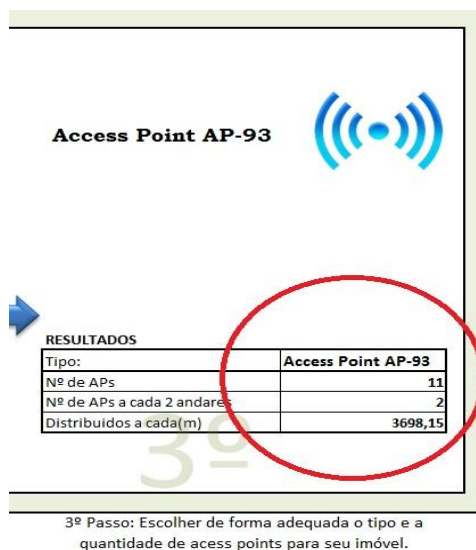 Access Point AP-93
RESULTADOS
Tipo: Access Point AP-93
Nº de APs 11
Nº de APs a cada 2 andares 2
Distribuidos a cada(m) 3698,15
3º
3º Passo: Escolher de forma adequada o tipo e a
quantidade de acess points para seu imóvel.